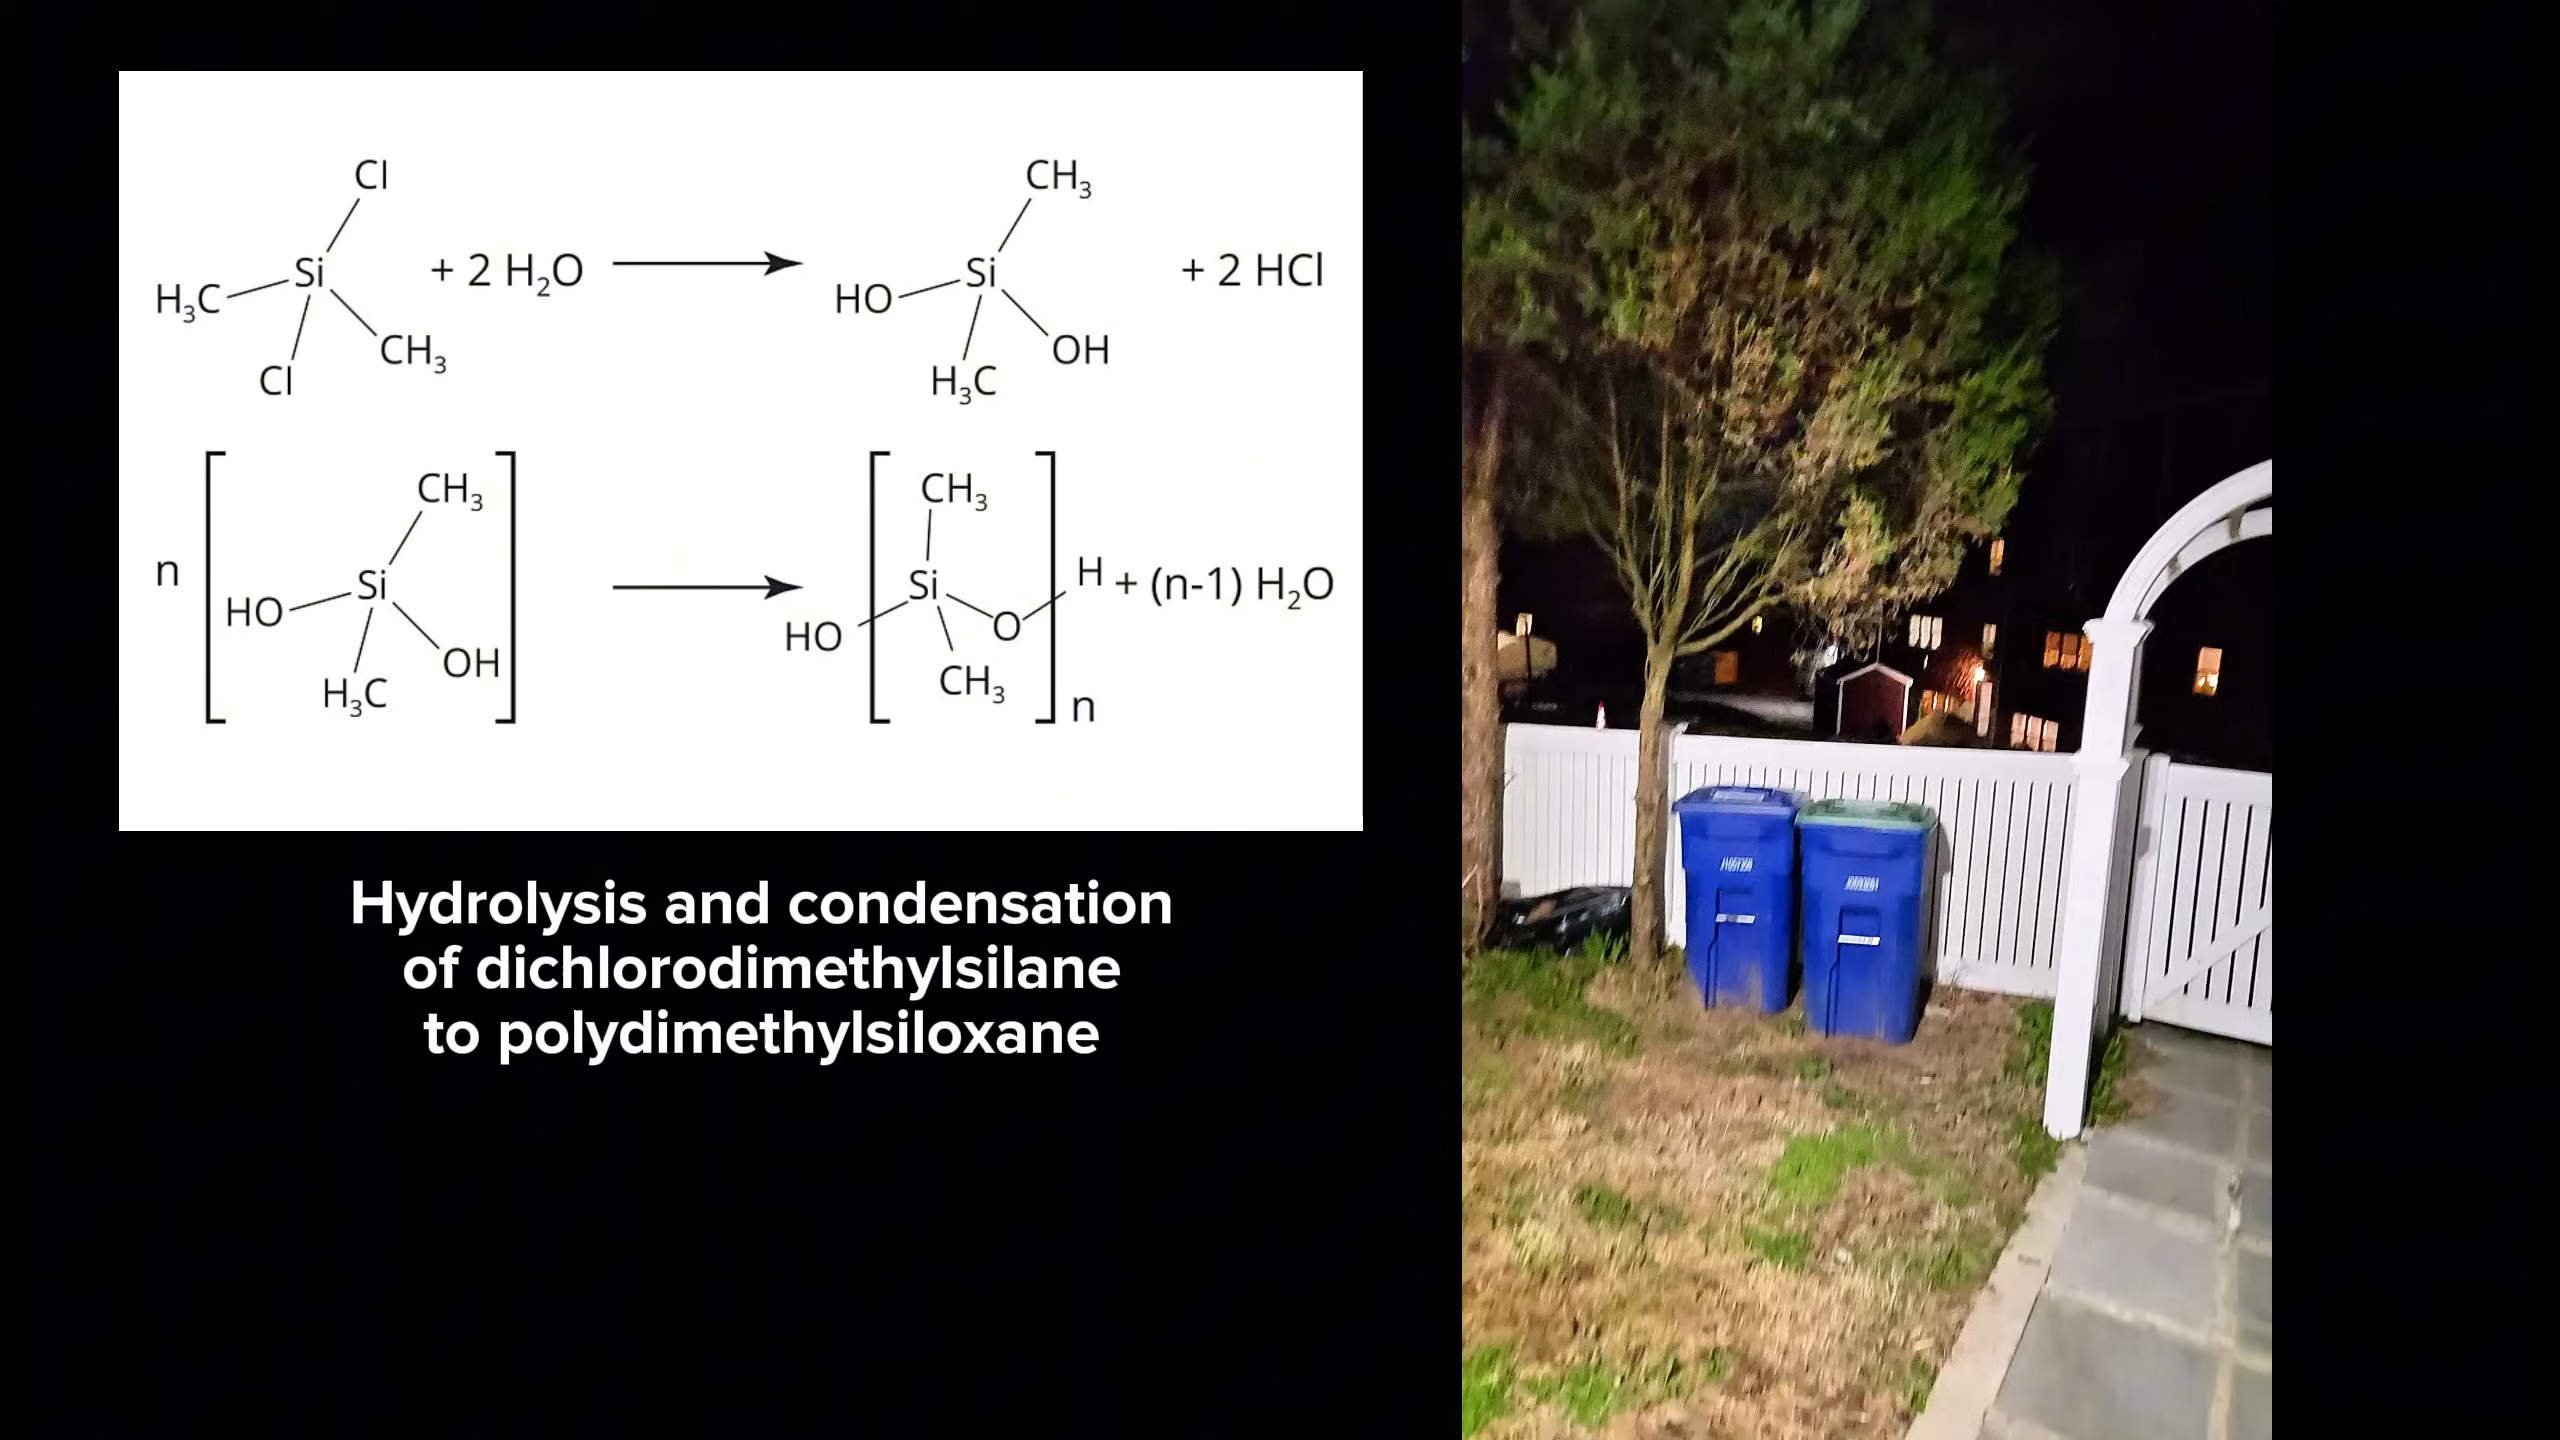 Cl CH₃
Si + 2 H₂O Si + 2 HCl
H₃C HO
CH₃ OH
Cl H₃C
CH₃ CH₃
n Si Si H + (n-1) H₂O
HO O
HO
OH
H₃C CH₃
n
Hydrolysis and condensation
of dichlorodimethylsilane
to polydimethylsiloxane